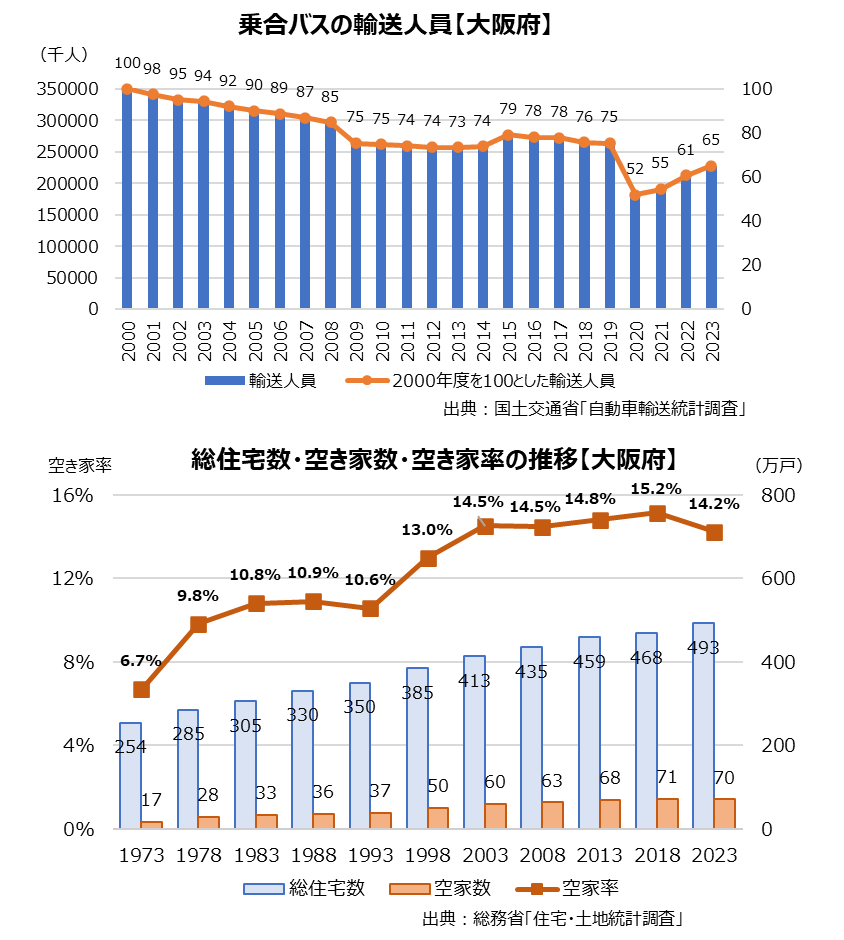 乗合バスの輸送人員【大阪府】
（千人）
100 98 95 94 92 90 89 87 85 75 75 74 74 73 74 79 78 78 76 75 52 55 61 65
350000 100
300000
80
250000
60
200000
150000
40
100000
20
50000
0 0
2000 2001 2002 2003 2004 2005 2006 2007 2008 2009 2010 2011 2012 2013 2014 2015 2016 2017 2018 2019 2020 2021 2022 2023
輸送人員 2000年度を100とした輸送人員
出典：国土交通省「自動車輸送統計調査」
総住宅数・空き家数・空き家率の推移【大阪府】
空き家率 （万戸）
16% 800
6.7% 9.8% 10.8% 10.9% 10.6% 13.0% 14.5% 14.5% 14.8% 15.2% 14.2%
12% 600
8% 400
254 285 305 330 350 385 413 435 459 468 493
4% 200
17 28 33 36 37 50 60 63 68 71 70
0% 0
1973 1978 1983 1988 1993 1998 2003 2008 2013 2018 2023
総住宅数 空家数 空家率
出典：総務省「住宅・土地統計調査」